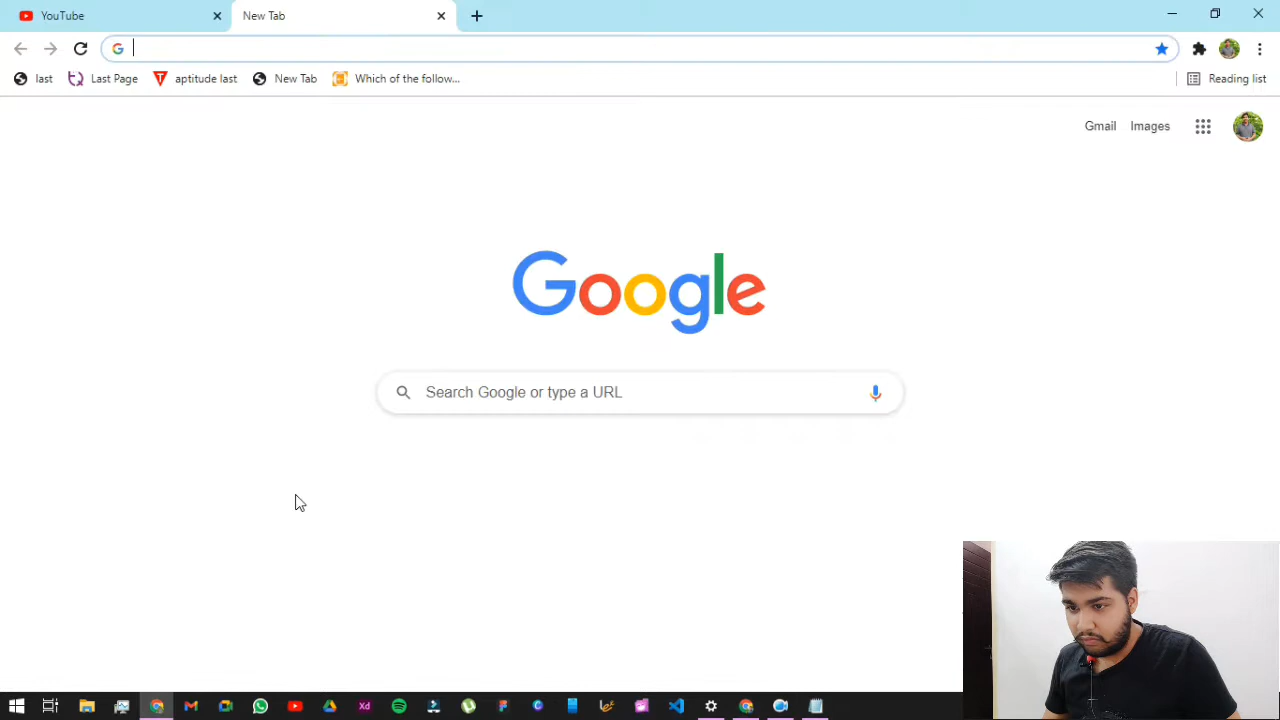 YouTube
New Tab
last
Last Page
aptitude last
New Tab
Which of the follow...
Reading list
Gmail
Images
Google
Search Google or type a URL
Xd